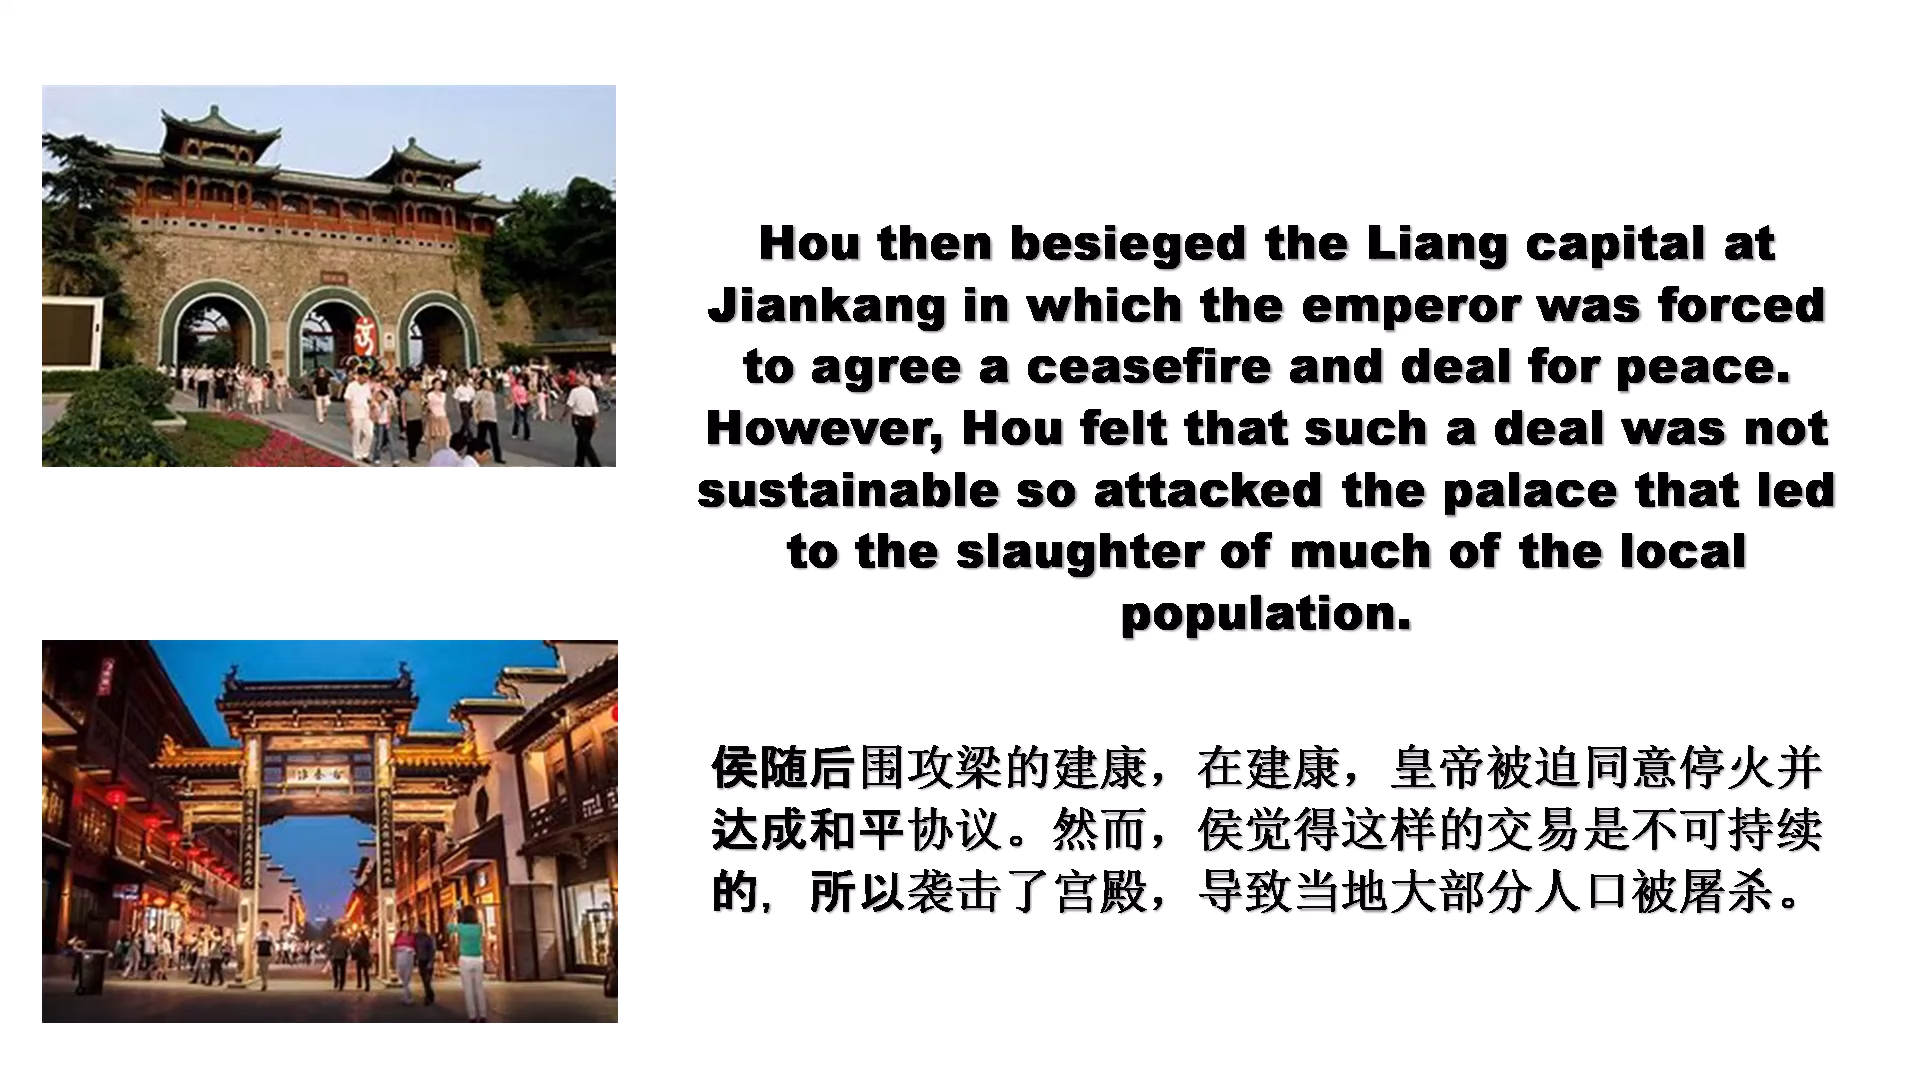 Hou then besieged the Liang capital at
Jiankang in which the emperor was forced
to agree a ceasefire and deal for peace.
However, Hou felt that such a deal was not
sustainable so attacked the palace that led
to the slaughter of much of the local
population.
侯随后围攻梁的建康，在建康，皇帝被迫同意停火并
达成和平协议。然而，侯觉得这样的交易是不可持续
的，所以袭击了宫殿，导致当地大部分人口被屠杀。